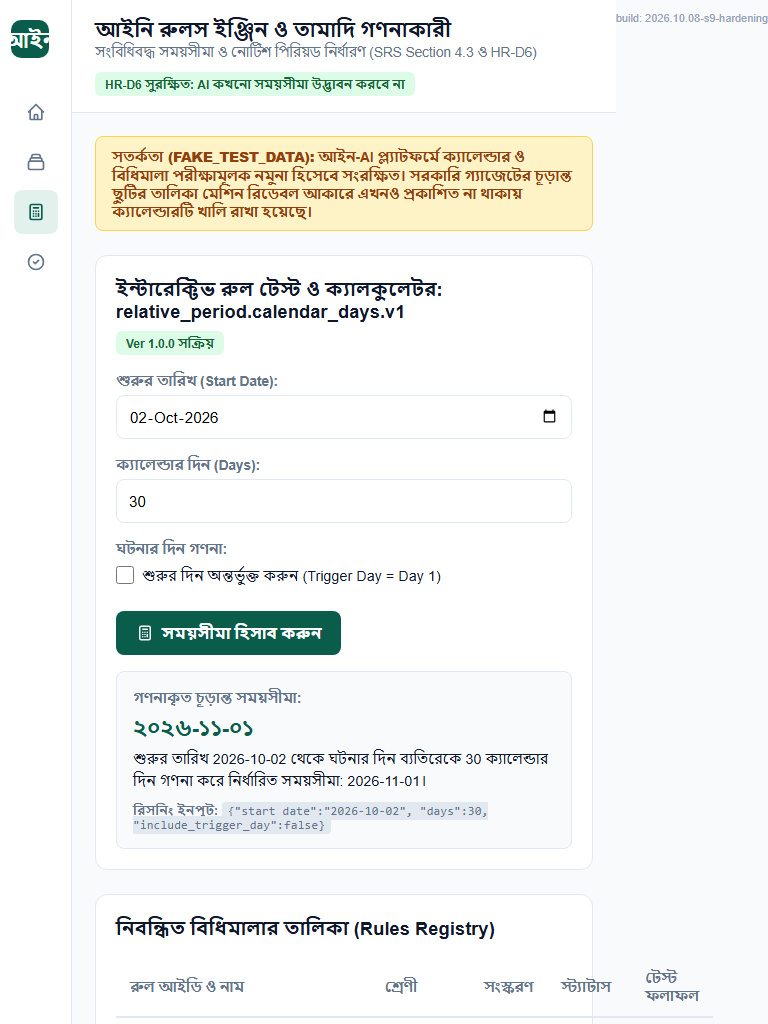 আইন
আইনি রুলস ইঞ্জিন ও তামাদি গণনাকারী
সংবিধিবদ্ধ সময়সীমা ও নোটিশ পিরিয়ড নির্ধারণ (SRS Section 4.3 ও HR-D6)
HR-D6 সুরক্ষিত: AI কখনো সময়সীমা উদ্ভাবন করবে না
build: 2026.10.08-s9-hardening
সতর্কতা (FAKE_TEST_DATA): আইন-AI প্ল্যাটফর্মে ক্যালেন্ডার ও
বিধিমালা পরীক্ষামূলক নমুনা হিসেবে সংরক্ষিত। সরকারি গ্যাজেটের চূড়ান্ত
ছুটির তালিকা মেশিন রিডেবল আকারে এখনও প্রকাশিত না থাকায়
ক্যালেন্ডারটি খালি রাখা হয়েছে।
ইন্টারেক্টিভ রুল টেস্ট ও ক্যালকুলেটর:
relative_period.calendar_days.v1
Ver 1.0.0 সক্রিয়
শুরুর তারিখ (Start Date):
02-Oct-2026
ক্যালেন্ডার দিন (Days):
30
ঘটনার দিন গণনা:
শুরুর দিন অন্তর্ভুক্ত করুন (Trigger Day = Day 1)
সময়সীমা হিসাব করুন
গণনাকৃত চূড়ান্ত সময়সীমা:
২০২৬-১১-০১
শুরুর তারিখ 2026-10-02 থেকে ঘটনার দিন ব্যতিরেকে 30 ক্যালেন্ডার
দিন গণনা করে নির্ধারিত সময়সীমা: 2026-11-01।
রিসনিং ইনপুট: {"start_date":"2026-10-02", "days":30,
"include_trigger_day":false}
নিবন্ধিত বিধিমালার তালিকা (Rules Registry)
রুল আইডি ও নাম শ্রেণী সংস্করণ স্ট্যাটাস টেস্ট
ফলাফল